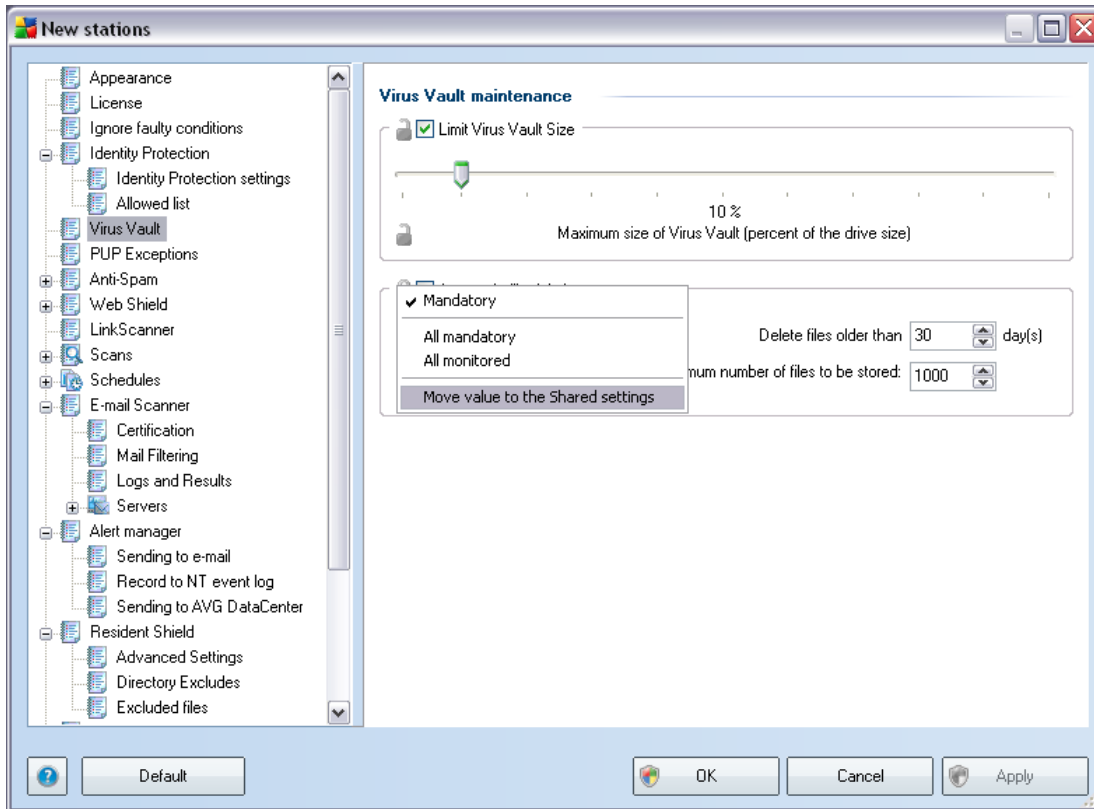 New stations
Appearance
License
Ignore faulty conditions
Identity Protection
Identity Protection settings
Allowed list
Virus Vault
PUP Exceptions
Anti-Spam
Web Shield
LinkScanner
Scans
Schedules
E-mail Scanner
Certification
Mail Filtering
Logs and Results
Servers
Alert manager
Sending to e-mail
Record to NT event log
Sending to AVG DataCenter
Resident Shield
Advanced Settings
Directory Excludes
Excluded files
Virus Vault maintenance
Limit Virus Vault Size
10 %
Maximum size of Virus Vault (percent of the drive size)
Mandatory
All mandatory
All monitored
Move value to the Shared settings
Delete files older than 30 day(s)
number of files to be stored: 1000
Default
OK
Cancel
Apply